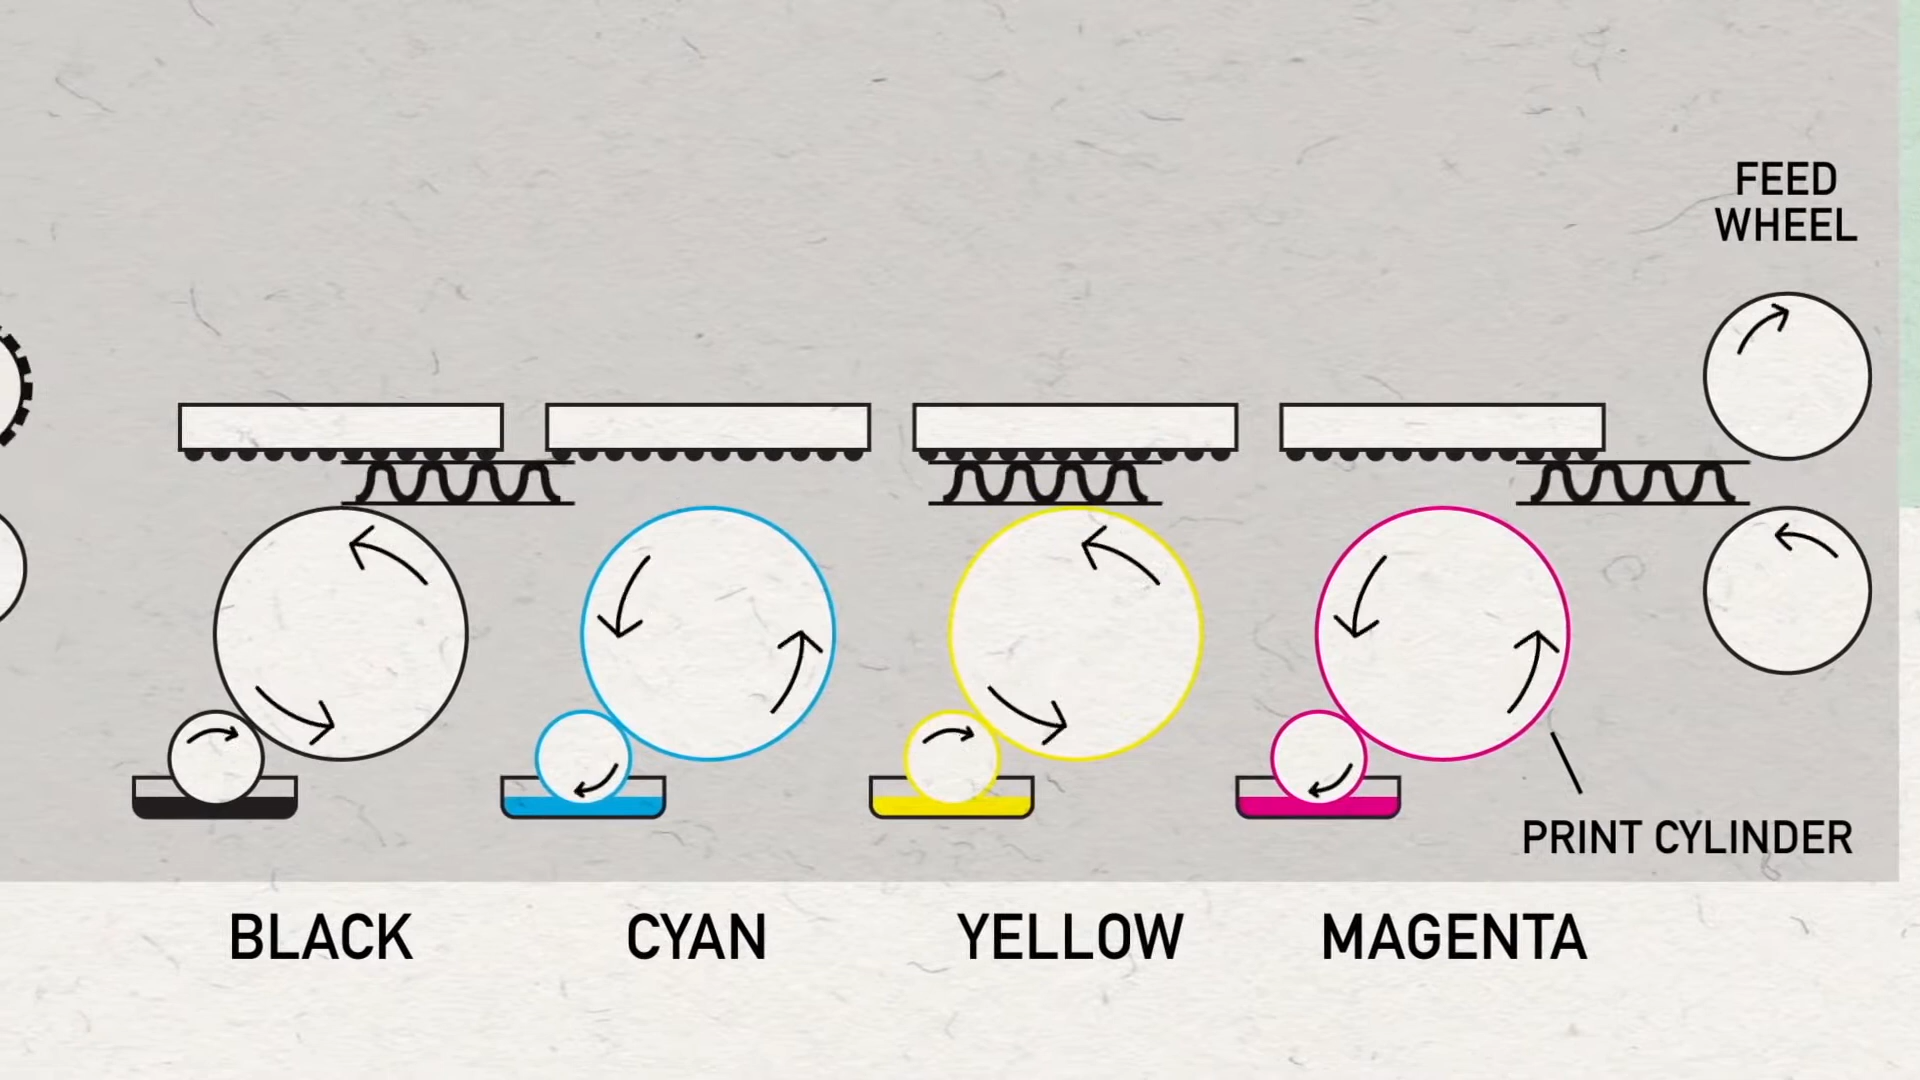 FEED
WHEEL
PRINT CYLINDER
BLACK
CYAN
YELLOW
MAGENTA